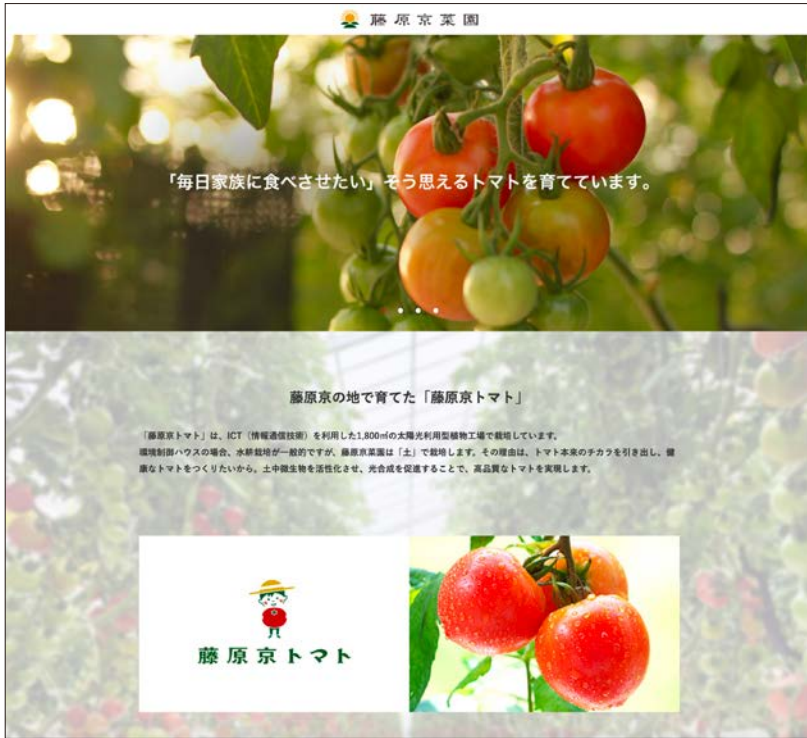 藤原京菜園
「毎日家族に食べさせたい」そう思えるトマトを育てています。
藤原京の地で育てた「藤原京トマト」
「藤原京トマト」は、ICT（情報通信技術）を利用した1,800㎡の太陽光利用型植物工場で栽培しています。
環境制御ハウスの場合、水耕栽培が一般的ですが、藤原京菜園は「土」で栽培します。その理由は、トマト本来のチカラを引き出し、健
康なトマトをつくりたいから。土中微生物を活性化させ、光合成を促進することで、高品質なトマトを実現します。
藤原京トマト